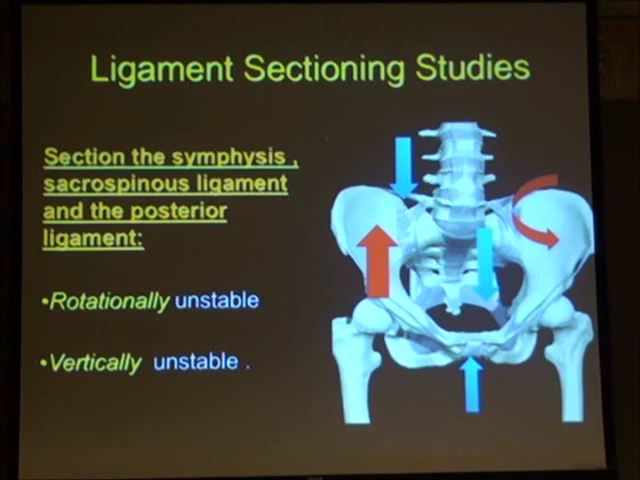 Ligament Sectioning Studies
Section the symphysis ,
sacrospinous ligament
and the posterior
ligament:
•Rotationally unstable
•Vertically unstable .